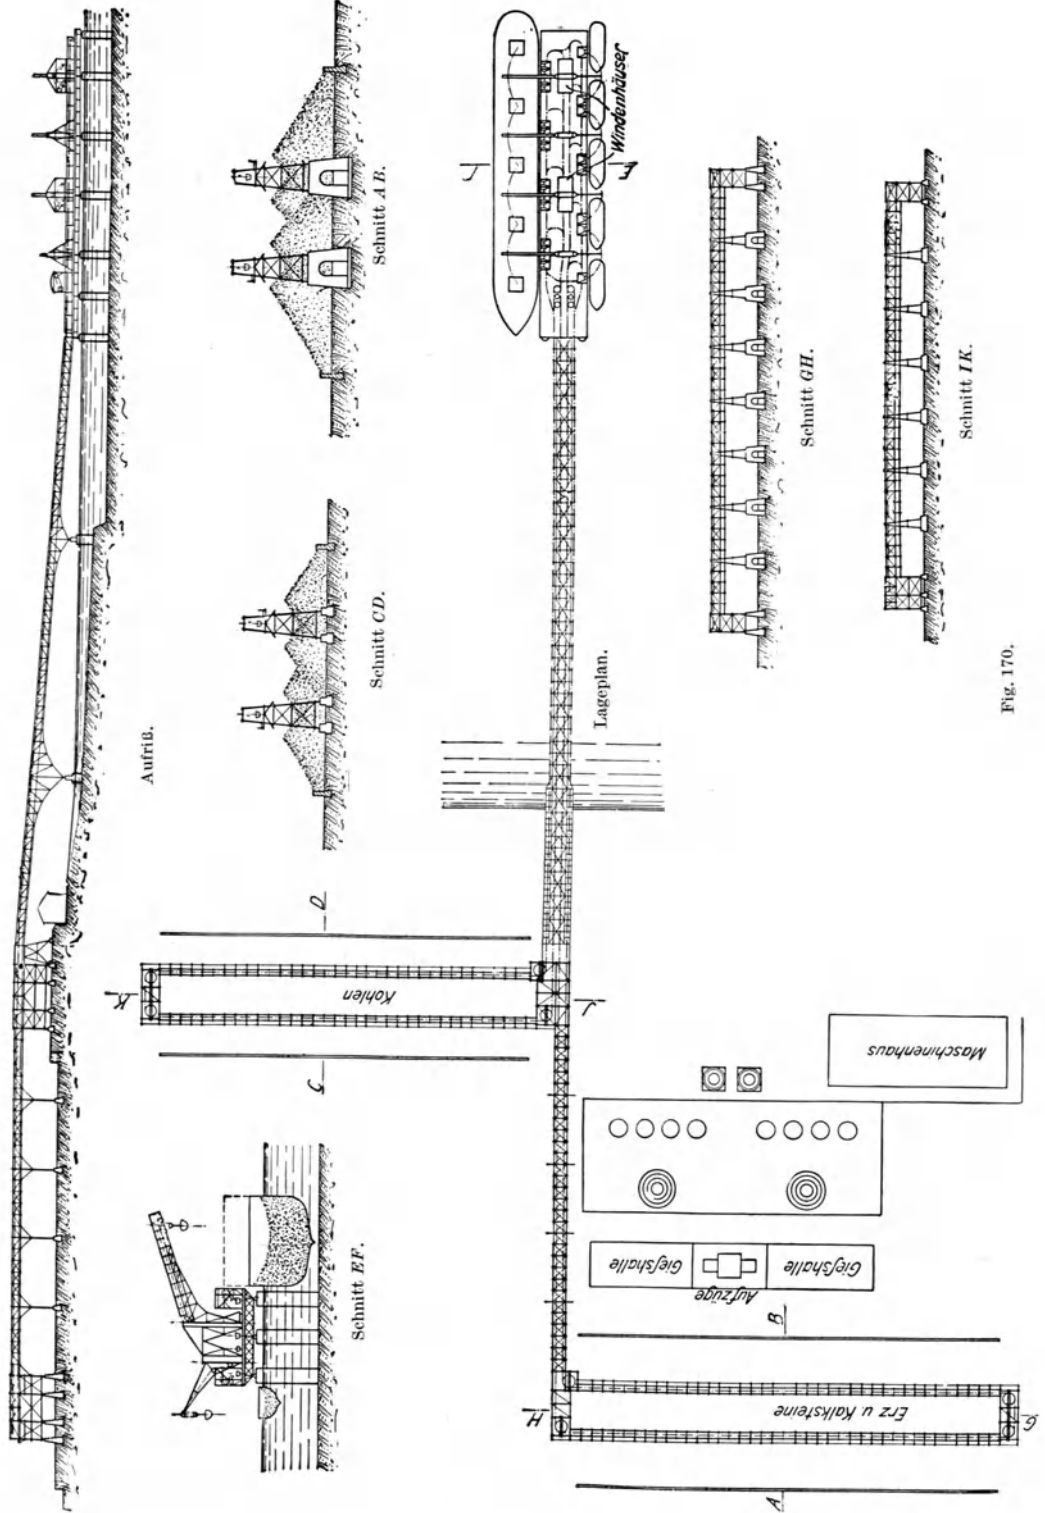 Aufriß.
Schnitt EF.
Schnitt CD.
Schnitt AB.
K
C
D
Kohlen
J
J
F
Windenhäuser
Lageplan.
H
G
Erz u. Kalksteine
A
B
Gießhalle
Aufzüge
Gießhalle
Maschinenhaus
Schnitt GH.
Schnitt IK.
Fig. 170.